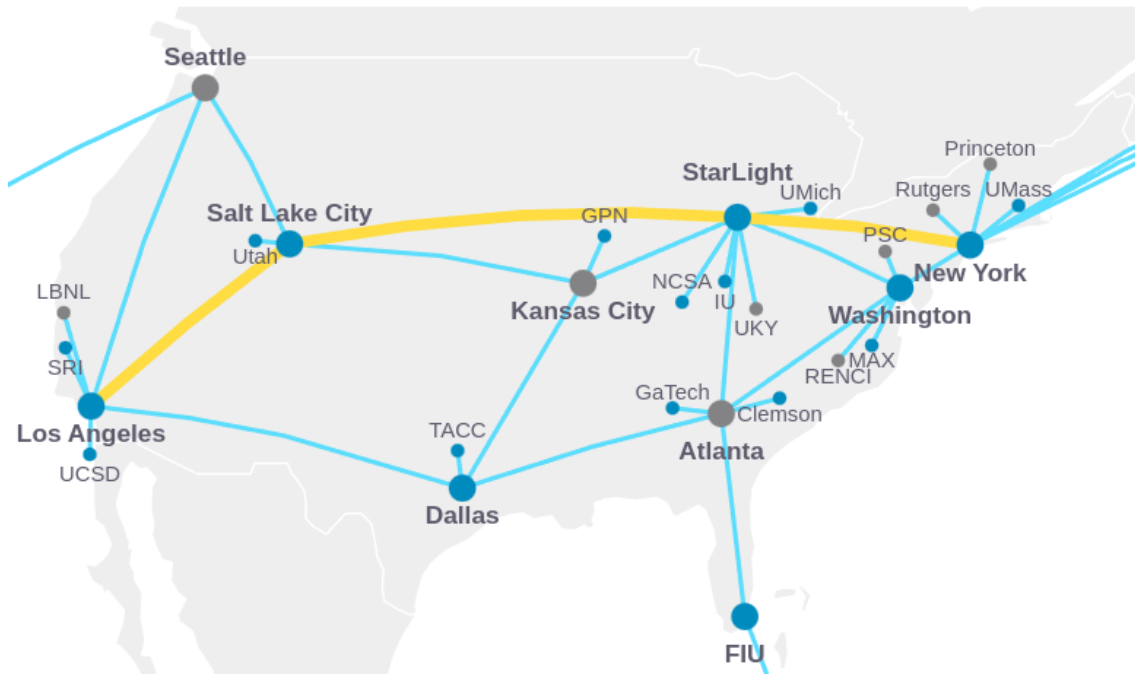 Seattle
Princeton
StarLight
UMich
Rutgers
UMass
Salt Lake City
GPN
PSC
Utah
New York
NCSA
LBNL
IU
Kansas City
Washington
UKY
SRI
MAX
RENCI
GaTech
Clemson
Los Angeles
TACC
Atlanta
UCSD
Dallas
FIU